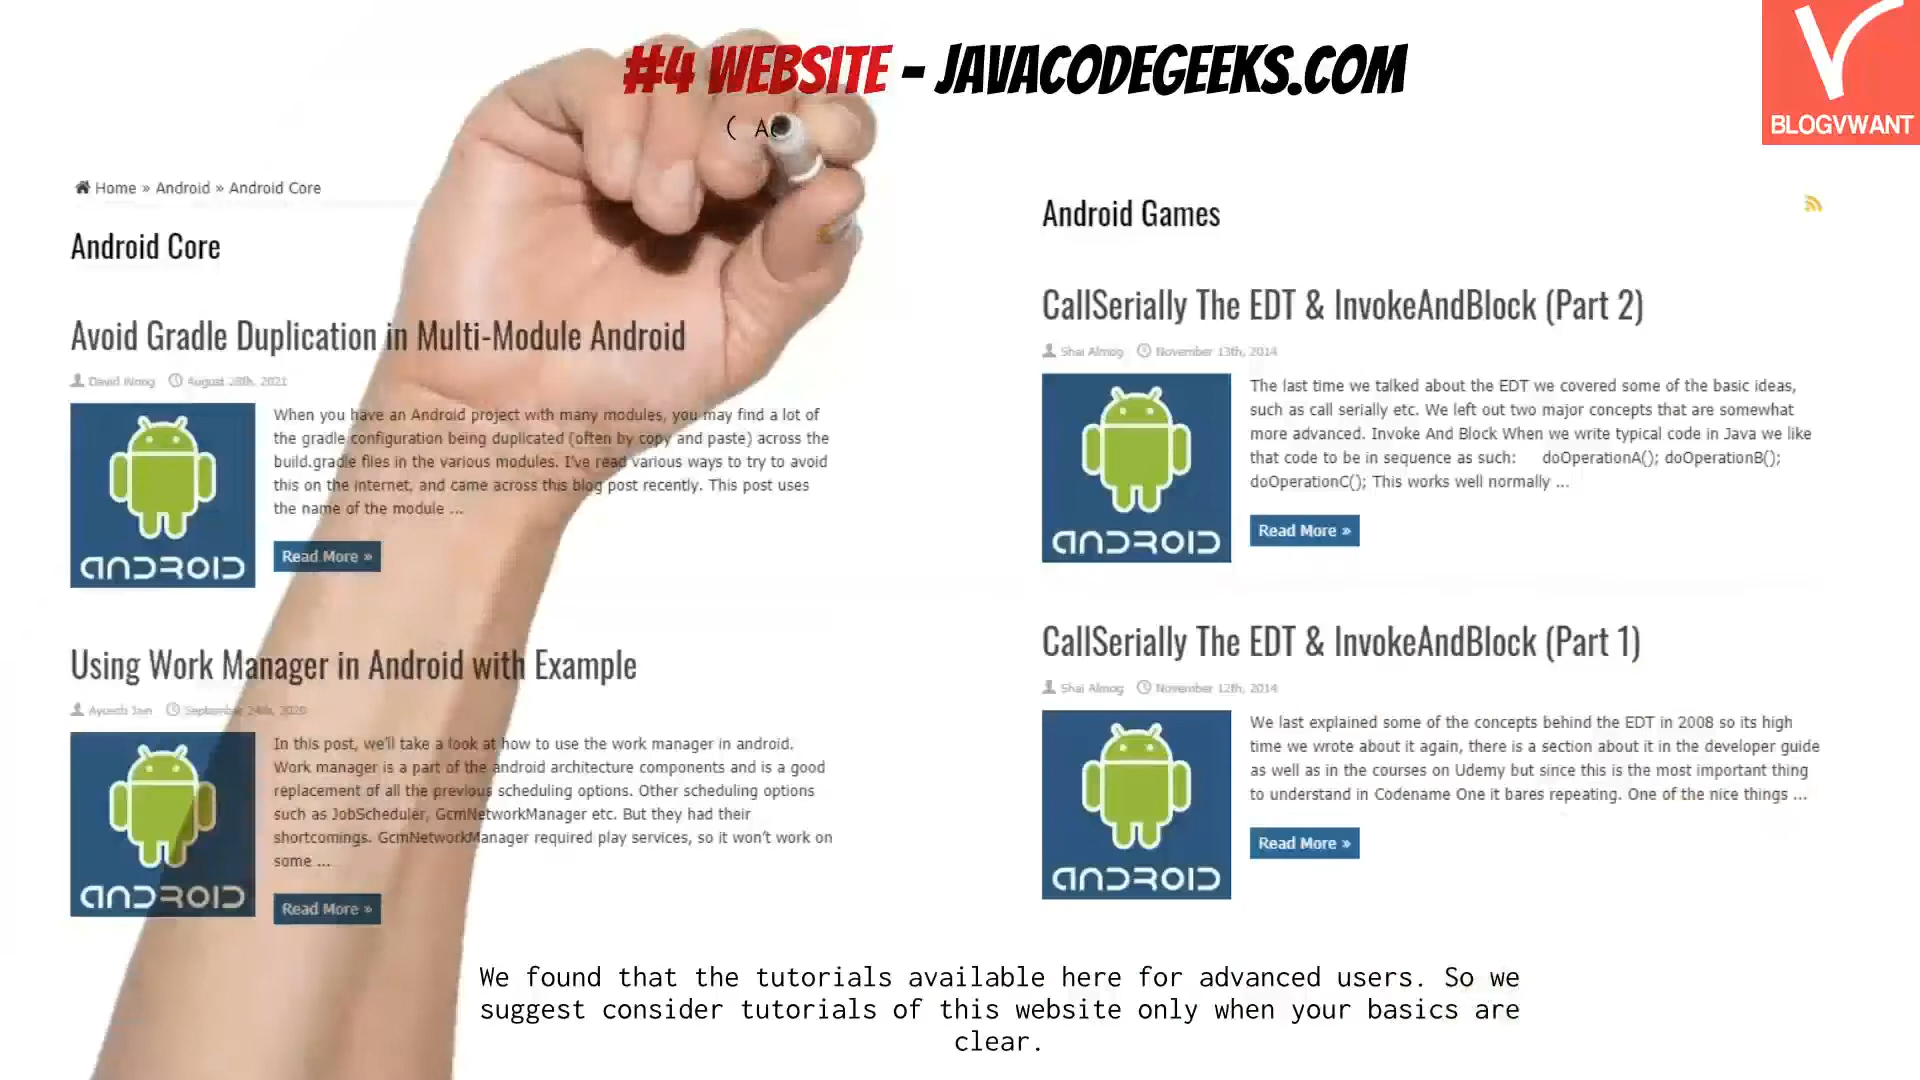 #4 WEBSITE - JAVACODEGEEKS.COM
BLOGVWANT
( A
Home » Android » Android Core
Android Core
Avoid Gradle Duplication in Multi-Module Android
David Wong August 28th, 2021
When you have an Android project with many modules, you may find a lot of
the gradle configuration being duplicated (often by copy and paste) across the
build.gradle files in the various modules. I've read various ways to try to avoid
this on the internet, and came across this blog post recently. This post uses
the name of the module ...
Read More »
ANDROID
Using Work Manager in Android with Example
Ayush Jain September 24th, 2020
In this post, we'll take a look at how to use the work manager in android.
Work manager is a part of the android architecture components and is a good
replacement of all the previous scheduling options. Other scheduling options
such as JobScheduler, GcmNetworkManager etc. But they had their
shortcomings. GcmNetworkManager required play services, so it won't work on
some ...
Read More »
ANDROID
Android Games
CallSerially The EDT & InvokeAndBlock (Part 2)
Shai Almog November 13th, 2014
The last time we talked about the EDT we covered some of the basic ideas,
such as call serially etc. We left out two major concepts that are somewhat
more advanced. Invoke And Block When we write typical code in Java we like
that code to be in sequence as such: doOperationA(); doOperationB();
doOperationC(); This works well normally ...
Read More »
ANDROID
CallSerially The EDT & InvokeAndBlock (Part 1)
Shai Almog November 12th, 2014
We last explained some of the concepts behind the EDT in 2008 so its high
time we wrote about it again, there is a section about it in the developer guide
as well as in the courses on Udemy but since this is the most important thing
to understand in Codename One it bares repeating. One of the nice things ...
Read More »
ANDROID
We found that the tutorials available here for advanced users. So we
suggest consider tutorials of this website only when your basics are
clear.